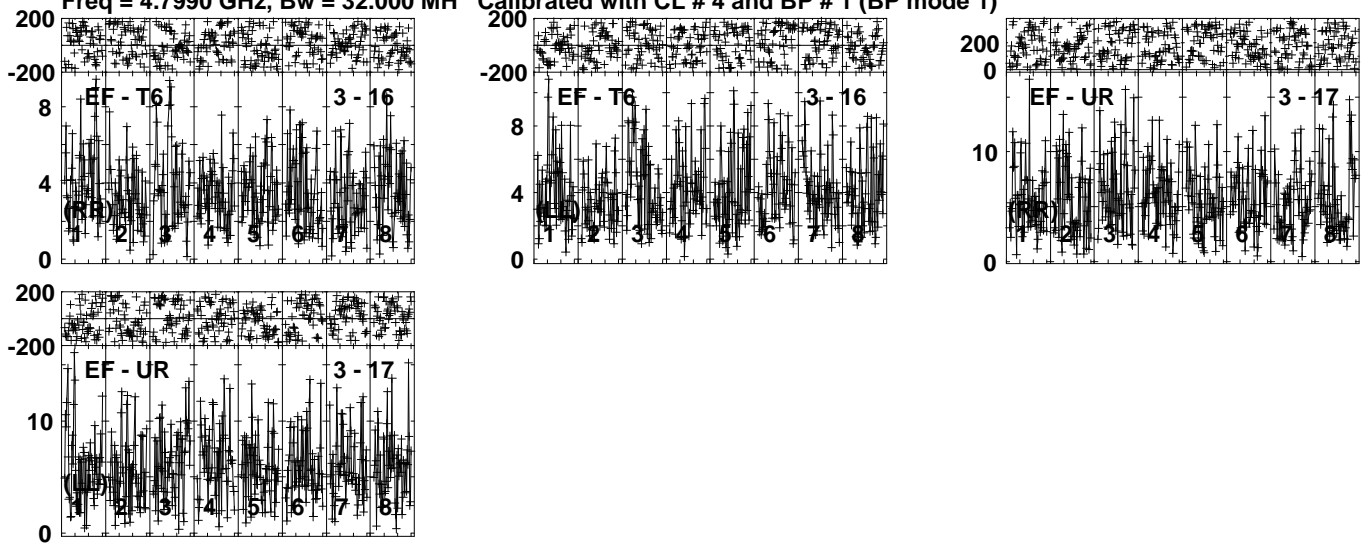 Freq = 4.7990 GHz, Bw = 32.000 MH   Calibrated with CL # 4 and BP # 1 (BP mode 1)
200
-200
EF - T6 3 - 16
8
4
(RR)
1 2 3 4 5 6 7 8
0
200
-200
EF - T6 3 - 16
8
4
(LL)
1 2 3 4 5 6 7 8
0
200
0
EF - UR 3 - 17
10
(RR)
1 2 3 4 5 6 7 8
0
200
-200
EF - UR 3 - 17
10
(LL)
1 2 3 4 5 6 7 8
0